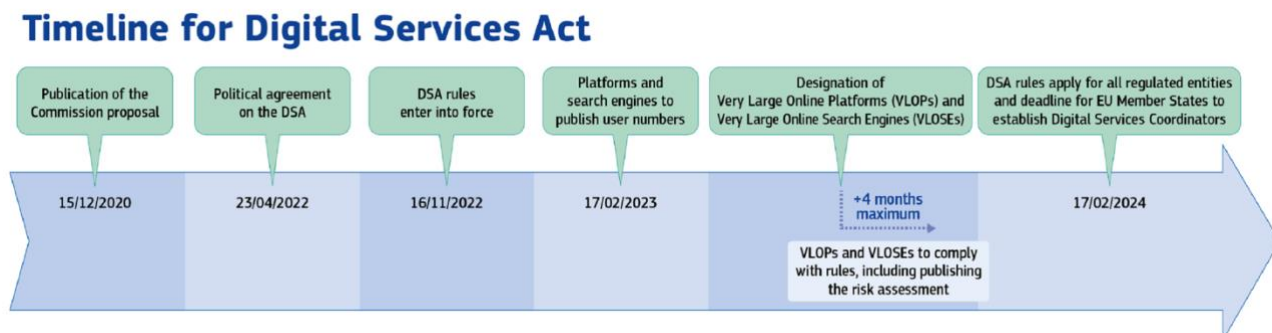 Timeline for Digital Services Act
Publication of the
Commission proposal
Political agreement
on the DSA
DSA rules
enter into force
Platforms and
search engines to
publish user numbers
Designation of
Very Large Online Platforms (VLOPs) and
Very Large Online Search Engines (VLOSEs)
DSA rules apply for all regulated entities
and deadline for EU Member States to
establish Digital Services Coordinators
15/12/2020
23/04/2022
16/11/2022
17/02/2023
+4 months
maximum
17/02/2024
VLOPs and VLOSEs to comply
with rules, including publishing
the risk assessment